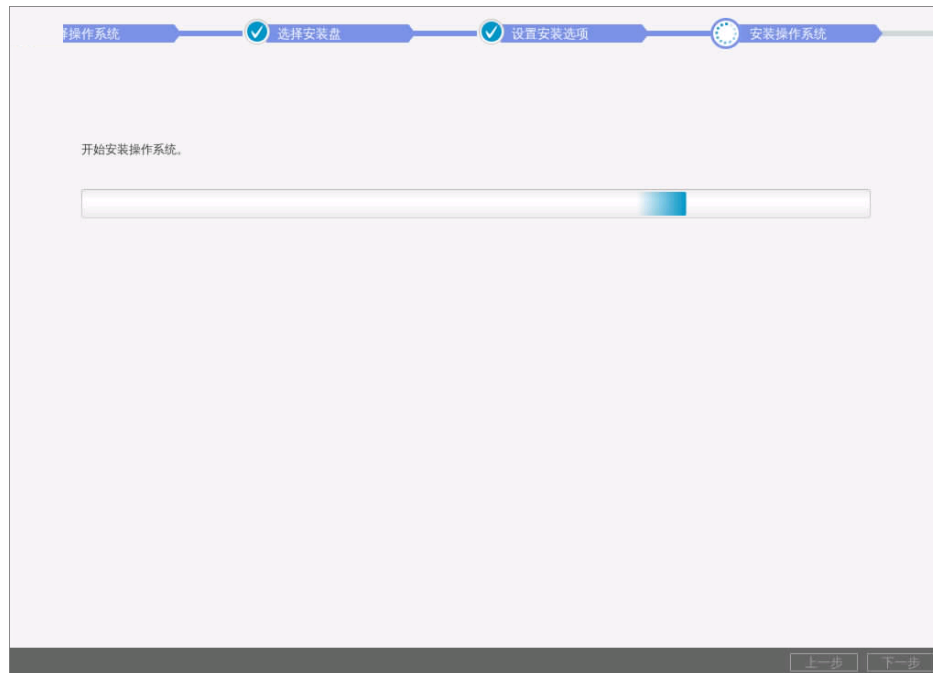 择操作系统
选择安装盘
设置安装选项
安装操作系统
开始安装操作系统。
上一步
下一步